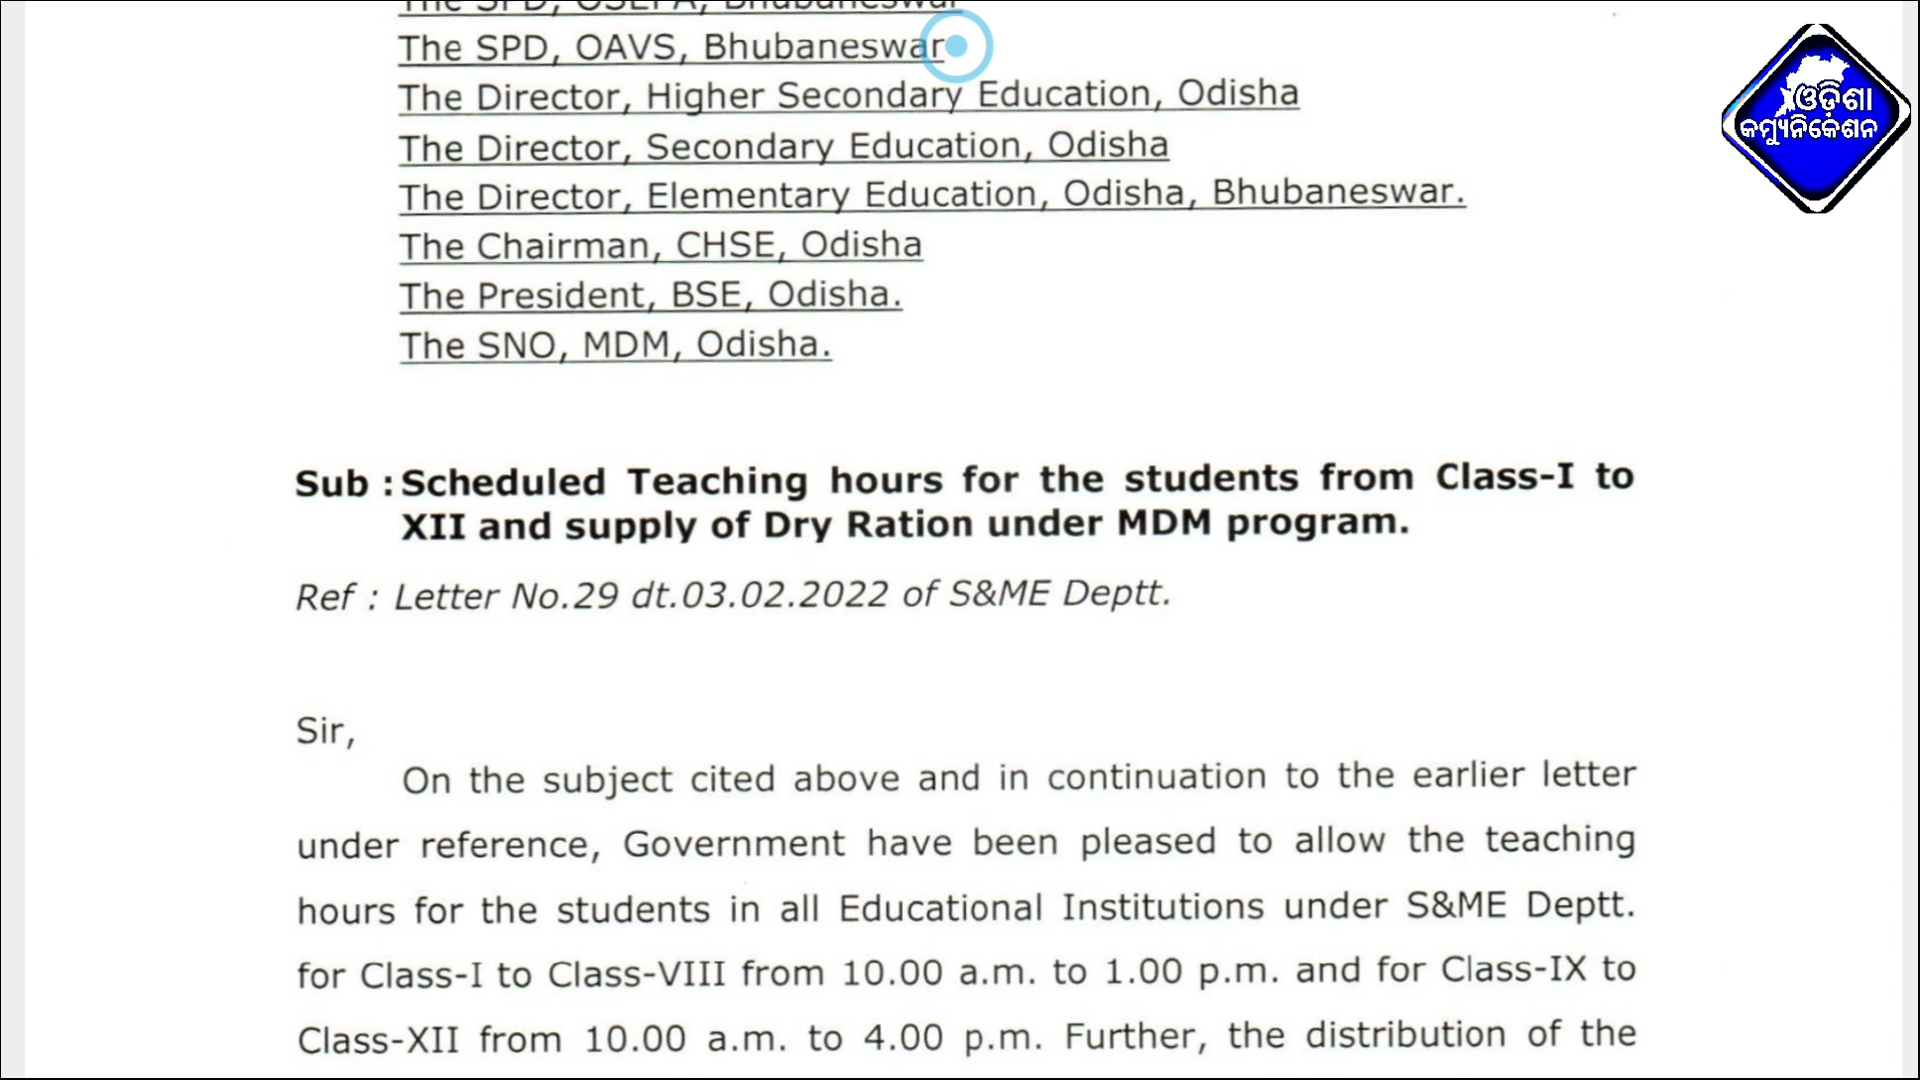 The SPD, OSEPA, Bhubaneswar
The SPD, OAVS, Bhubaneswar
The Director, Higher Secondary Education, Odisha
The Director, Secondary Education, Odisha
The Director, Elementary Education, Odisha, Bhubaneswar.
The Chairman, CHSE, Odisha
The President, BSE, Odisha.
The SNO, MDM, Odisha.
ଓଡ଼ିଶା
କମ୍ୟୁନିକେଶନ
Sub : Scheduled Teaching hours for the students from Class-I to
XII and supply of Dry Ration under MDM program.
Ref : Letter No.29 dt.03.02.2022 of S&ME Deptt.
Sir,
On the subject cited above and in continuation to the earlier letter
under reference, Government have been pleased to allow the teaching
hours for the students in all Educational Institutions under S&ME Deptt.
for Class-I to Class-VIII from 10.00 a.m. to 1.00 p.m. and for Class-IX to
Class-XII from 10.00 a.m. to 4.00 p.m. Further, the distribution of the